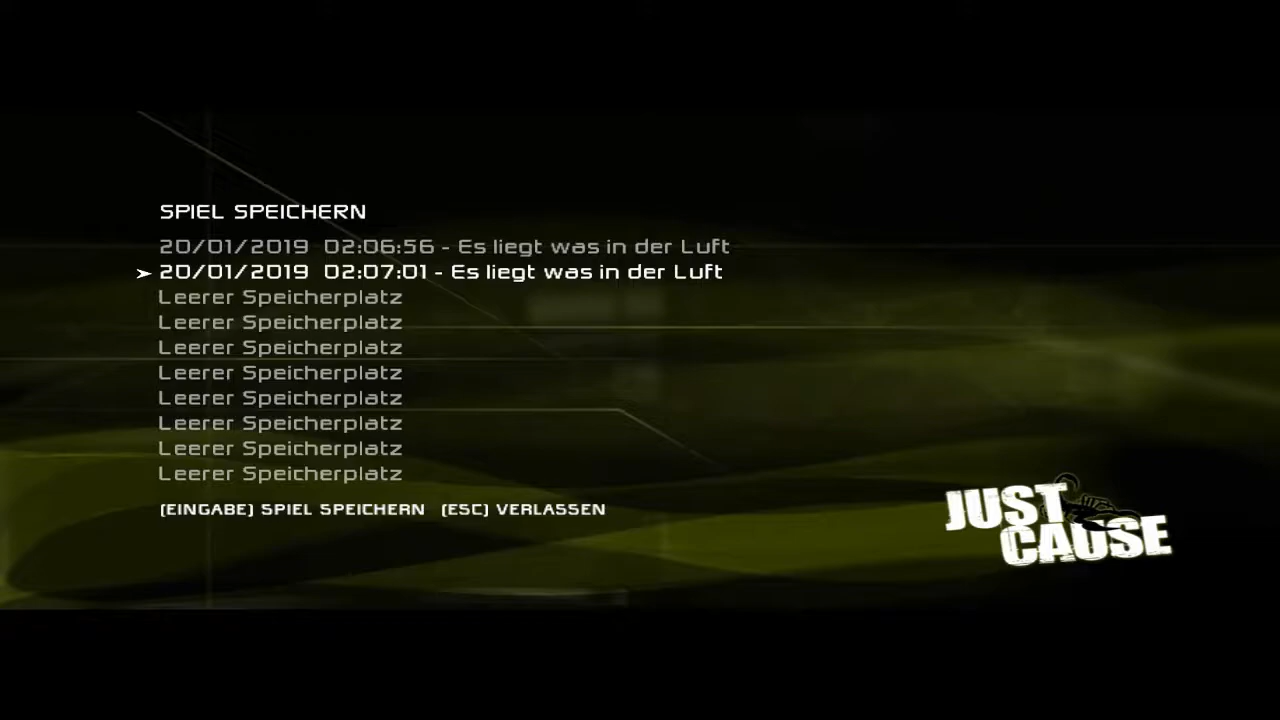 SPIEL SPEICHERN
20/01/2019 02:06:56 - Es liegt was in der Luft
➤ 20/01/2019 02:07:01 - Es liegt was in der Luft
Leerer Speicherplatz
Leerer Speicherplatz
Leerer Speicherplatz
Leerer Speicherplatz
Leerer Speicherplatz
Leerer Speicherplatz
Leerer Speicherplatz
Leerer Speicherplatz
[EINGABE] SPIEL SPEICHERN [ESC] VERLASSEN
JUST
CAUSE